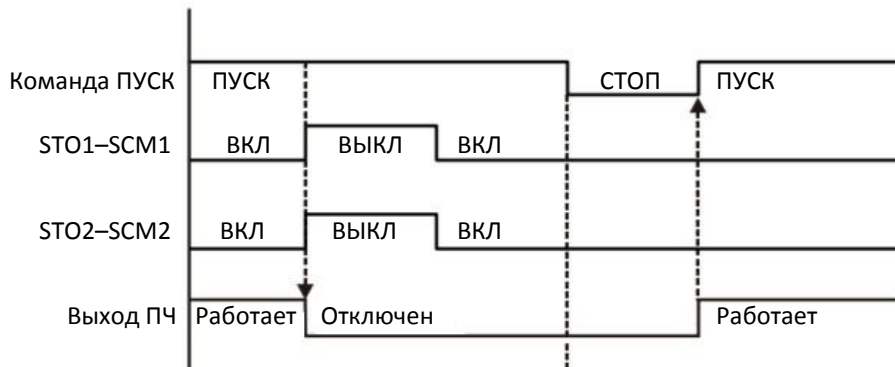 Команда ПУСК ПУСК СТОП ПУСК
STO1–SCM1 ВКЛ ВЫКЛ ВКЛ
STO2–SCM2 ВКЛ ВЫКЛ ВКЛ
Выход ПЧ Работает Отключен Работает